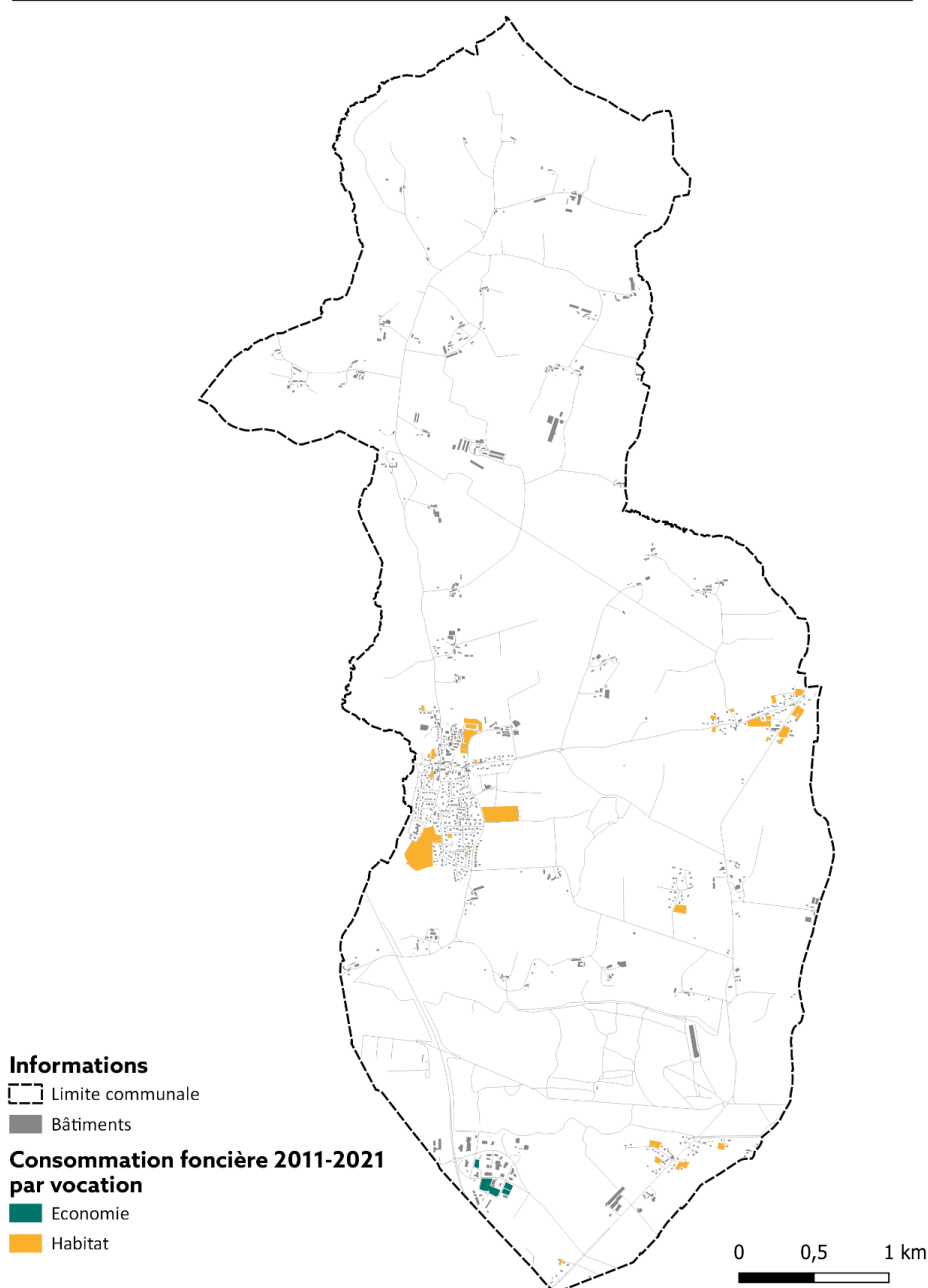 Informations
Limite communale
Bâtiments
Consommation foncière 2011-2021
par vocation
Economie
Habitat
0 0,5 1 km